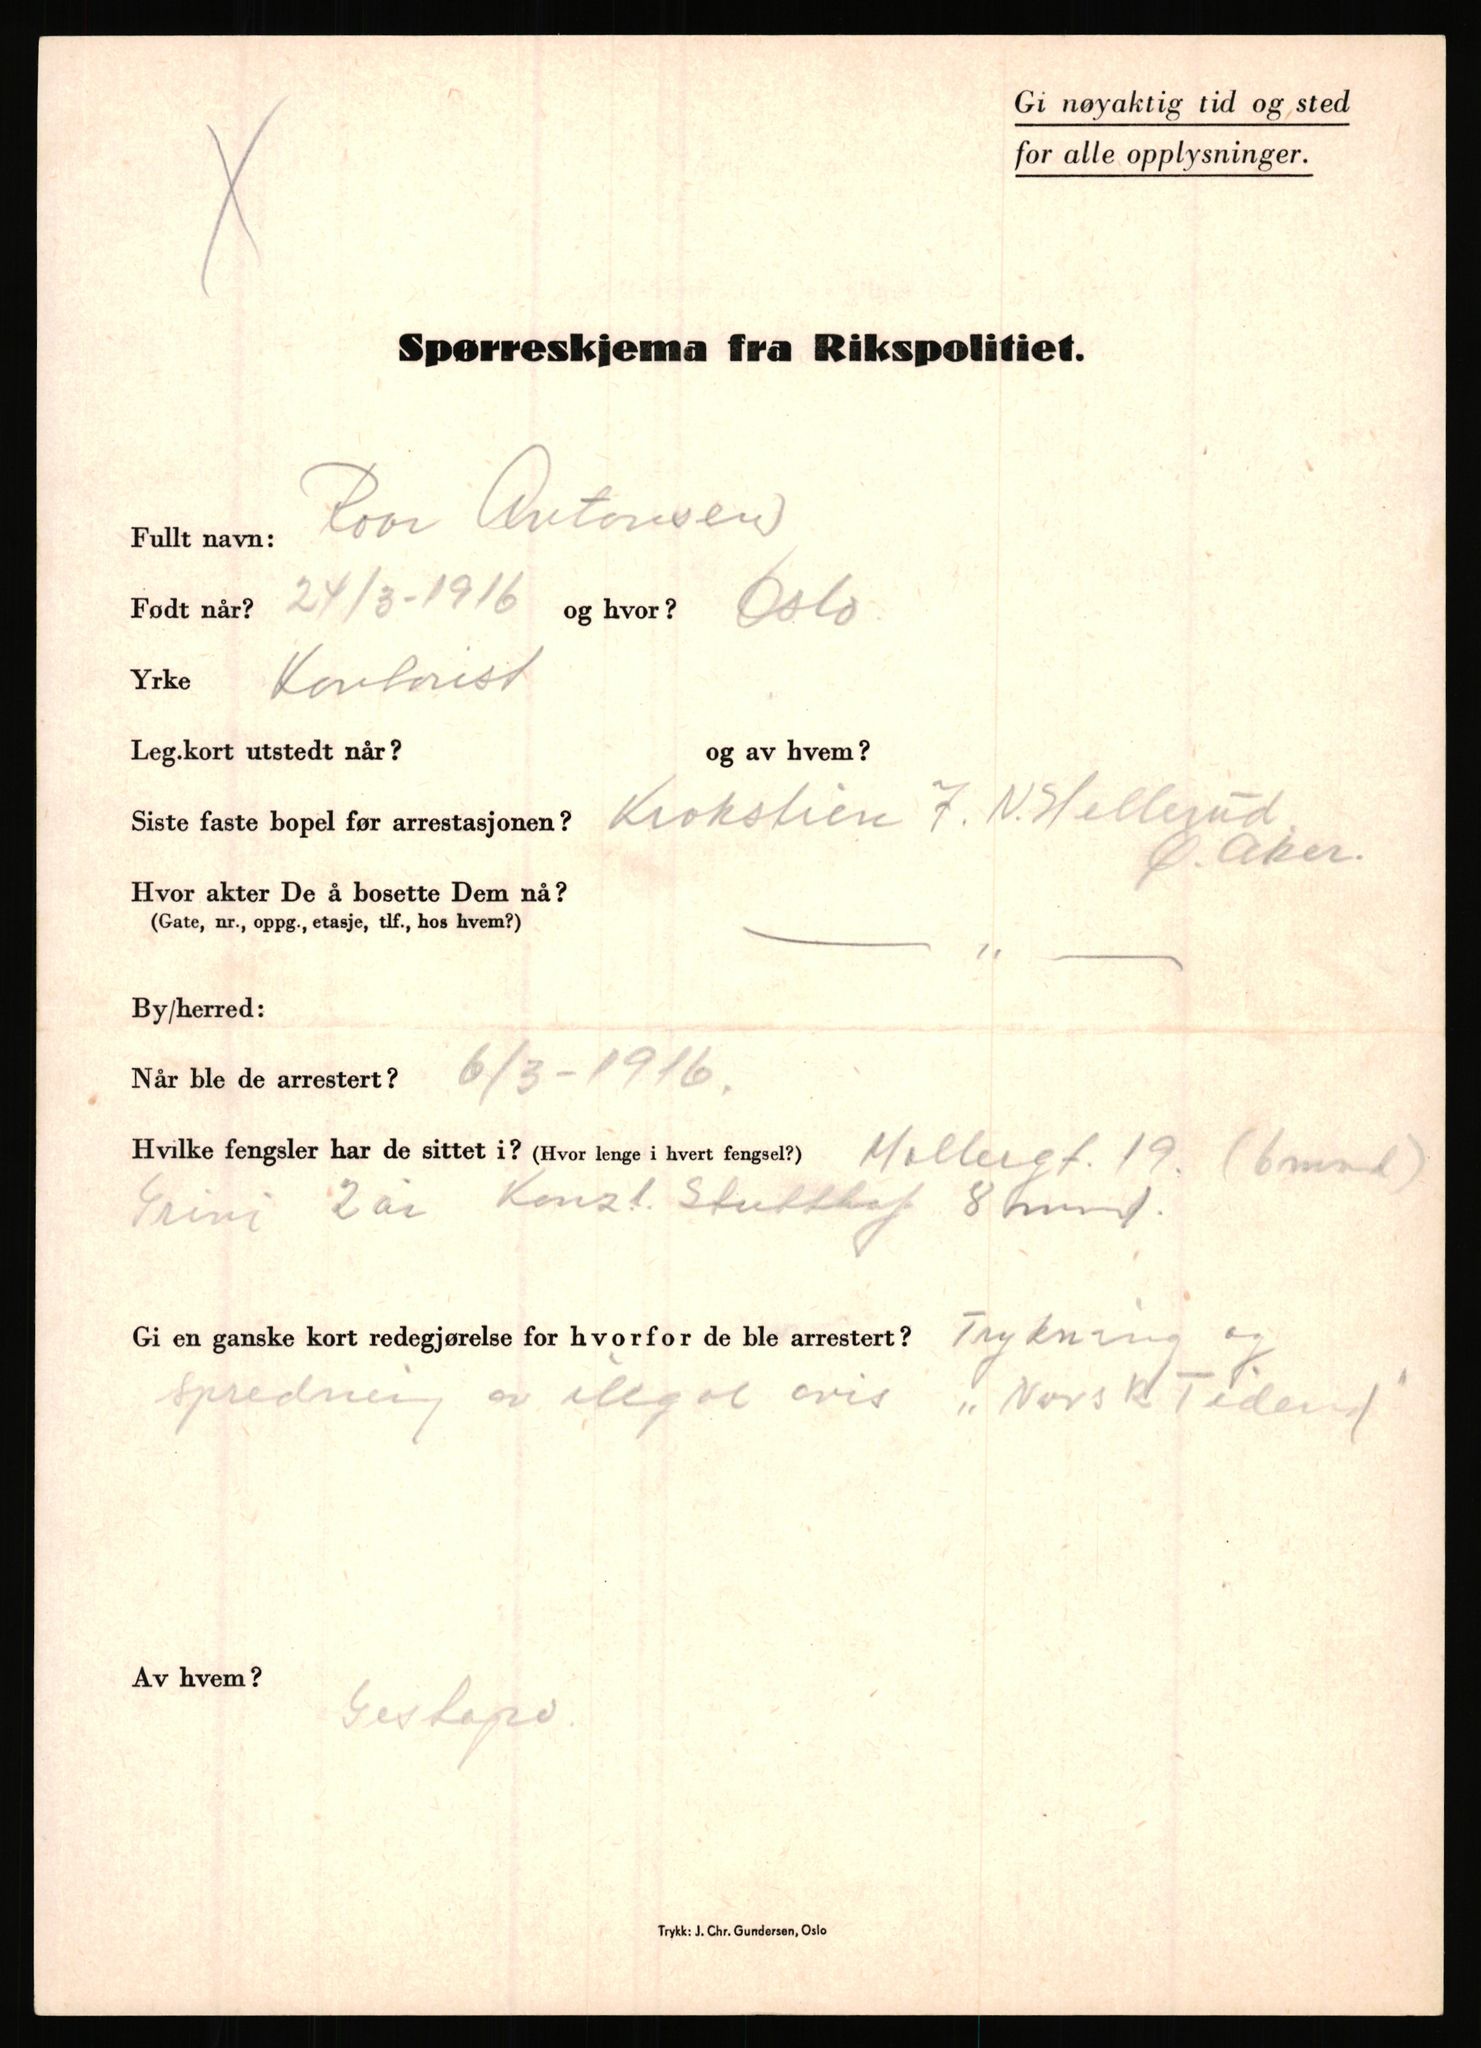 Gi nøyaktig tid og sted
for alle opplysninger.
Spørreskjema fra Rikspolitiet.
Fullt navn: Roar Antonsen
Født når? 24/3-1916 og hvor? Oslo.
Yrke Kontorist
Leg.kort utstedt når? og av hvem?
Siste faste bopel før arrestasjonen? Krokstien 7. N. Hellerud
Ø. Aker.
Hvor akter De å bosette Dem nå?
(Gate, nr., oppg., etasje, tlf., hos hvem?)
— „ —
By/herred:
Når ble de arrestert? 6/3-1916.
Hvilke fengsler har de sittet i? (Hvor lenge i hvert fengsel?) Møllergt. 19. (6 mnd)
Grini 2 år Konz l. Stutthof 8 mnd.
Gi en ganske kort redegjørelse for hvorfor de ble arrestert? Trykning og
spredning av illegal avis „Norsk Tidend"
Av hvem?
Gestapo.
Trykk: J. Chr. Gundersen, Oslo